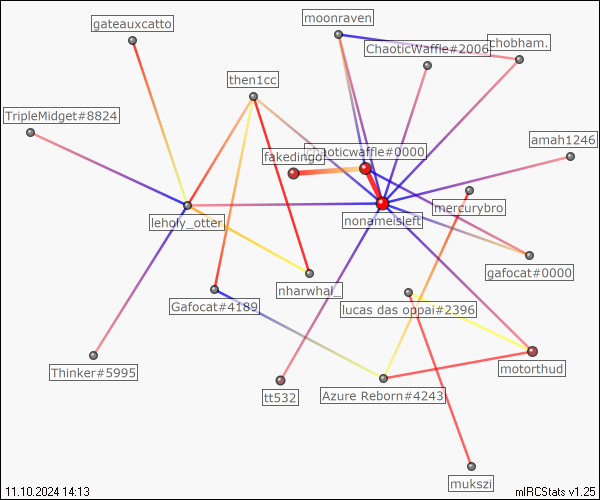 moonraven
gateauxcatto
chobham.
ChaoticWaffle#2006
then1cc
TripleMidget#8824
amah1246
chaoticwaffle#0000
fakedingo
mercurybro
leholy_otter
nonameisleft
gafocat#0000
nharwhal_
Gafocat#4189
lucas das oppai#2396
motorthud
Thinker#5995
tt532
Azure Reborn#4243
mukszi
11.10.2024 14:13
mIRCStats v1.25